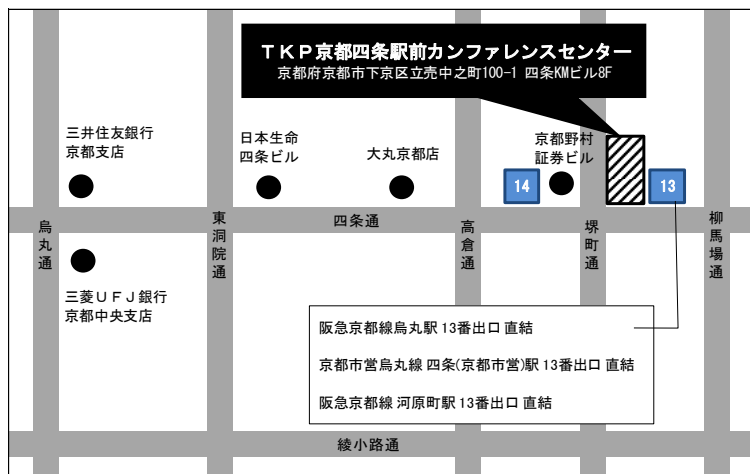 TKP京都四条駅前カンファレンスセンター
京都府京都市下京区立売中之町100-1 四条KMビル8F
三井住友銀行
京都支店
日本生命
四条ビル
大丸京都店
京都野村
証券ビル
14
13
烏丸通
東洞院通
四条通
高倉通
堺町通
柳馬場通
三菱UFJ銀行
京都中央支店
阪急京都線烏丸駅 13番出口 直結
京都市営烏丸線 四条(京都市営)駅 13番出口 直結
阪急京都線 河原町駅 13番出口 直結
綾小路通